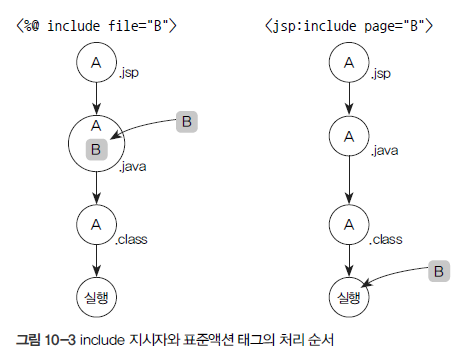 <%@ include file="B">
A
.jsp
A
B
B
.java
A
.class
실행
<jsp:include page="B">
A
.jsp
A
.java
A
.class
B
실행
그림 10-3 include 지시자와 표준액션 태그의 처리 순서